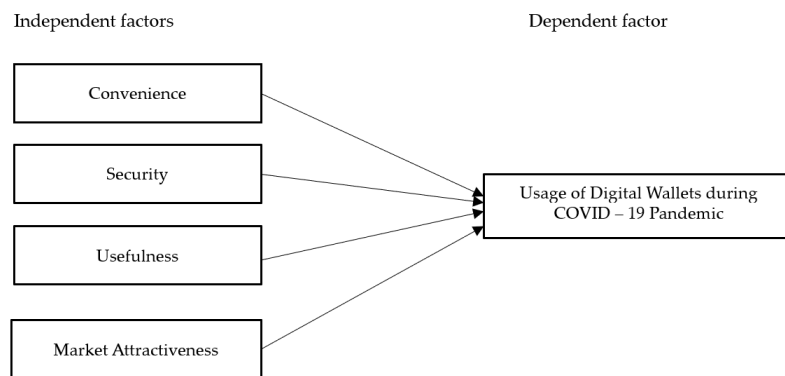 Independent factors
Dependent factor
Convenience
Security
Usefulness
Market Attractiveness
Usage of Digital Wallets during
COVID – 19 Pandemic